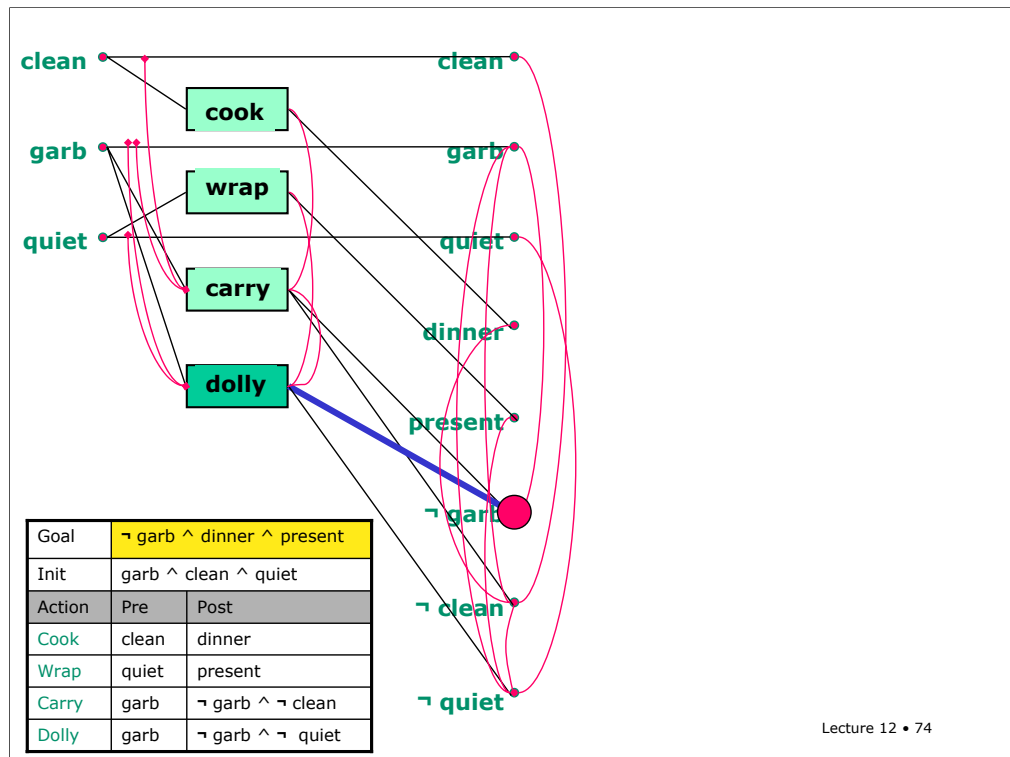 clean clean
cook
garb garb
wrap
quiet quiet
carry
dinner
dolly
present
¬ garb
¬ clean
¬ quiet
Goal ¬ garb ^ dinner ^ present
Init garb ^ clean ^ quiet
Action Pre Post
Cook clean dinner
Wrap quiet present
Carry garb ¬ garb ^ ¬ clean
Dolly garb ¬ garb ^ ¬ quiet
Lecture 12 • 74